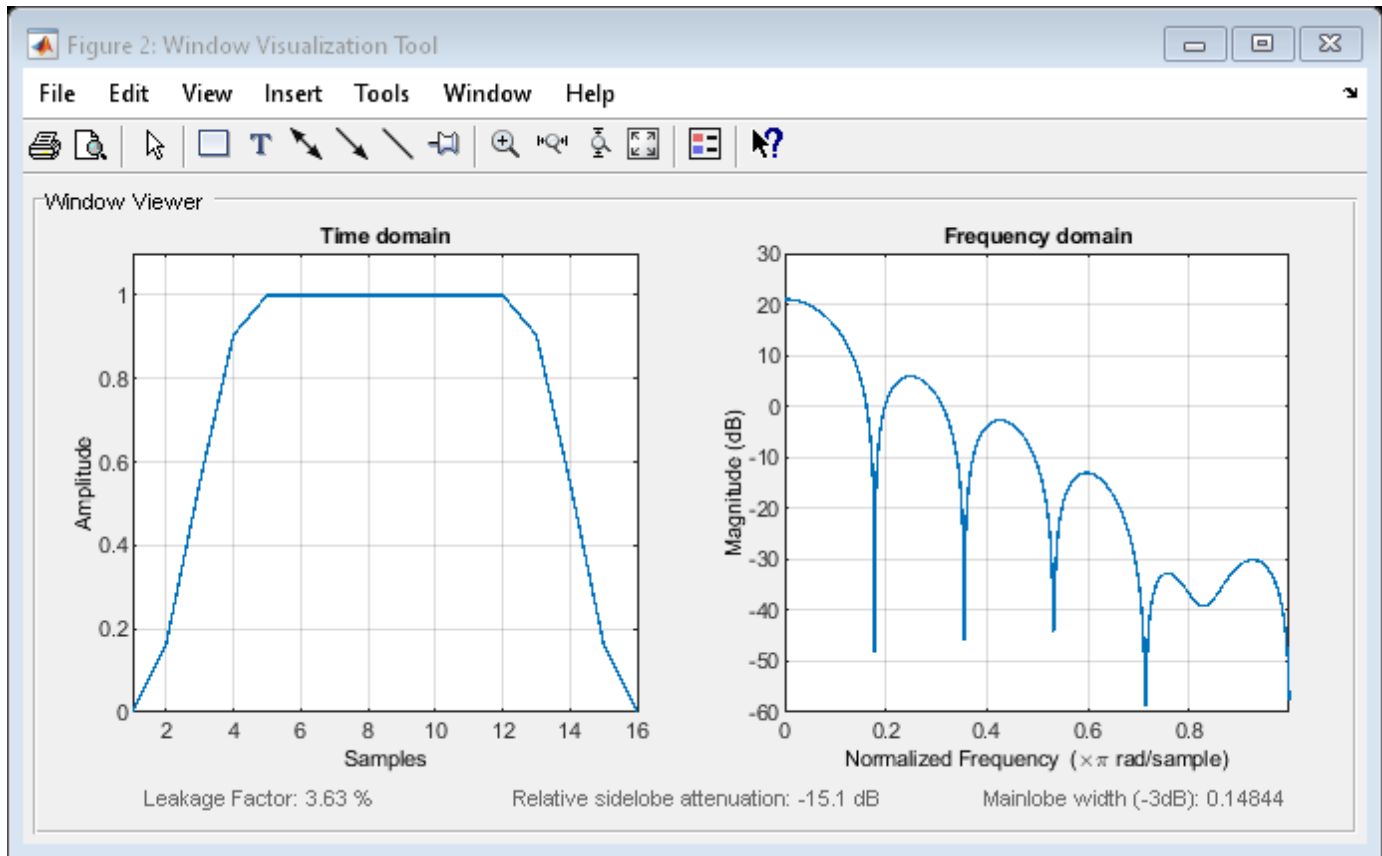 Figure 2: Window Visualization Tool
File Edit View Insert Tools Window Help
T
?
Window Viewer
Time domain
1
0.8
0.6
0.4
0.2
0
Amplitude
2 4 6 8 10 12 14 16
Samples
Frequency domain
30
20
10
0
-10
-20
-30
-40
-50
-60
Magnitude (dB)
0 0.2 0.4 0.6 0.8
Normalized Frequency (×π rad/sample)
Leakage Factor: 3.63 %
Relative sidelobe attenuation: -15.1 dB
Mainlobe width (-3dB): 0.14844